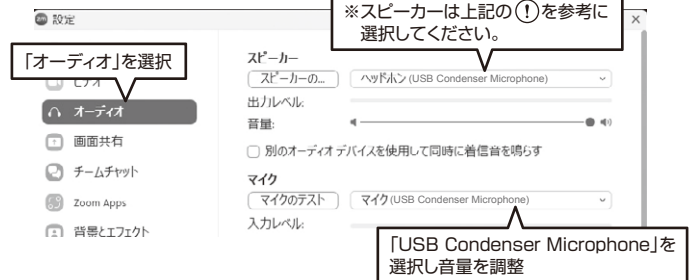 設定
×
※スピーカーは上記の(!)を参考に
選択してください。
「オーディオ」を選択
スピーカー
スピーカーの...
ヘッドホン (USB Condenser Microphone)
ビデオ
出力レベル:
オーディオ
音量:
画面共有
別のオーディオ デバイスを使用して同時に着信音を鳴らす
チームチャット
マイク
マイクのテスト
マイク (USB Condenser Microphone)
Zoom Apps
入力レベル:
背景とエフェクト
「USB Condenser Microphone」を
選択し音量を調整